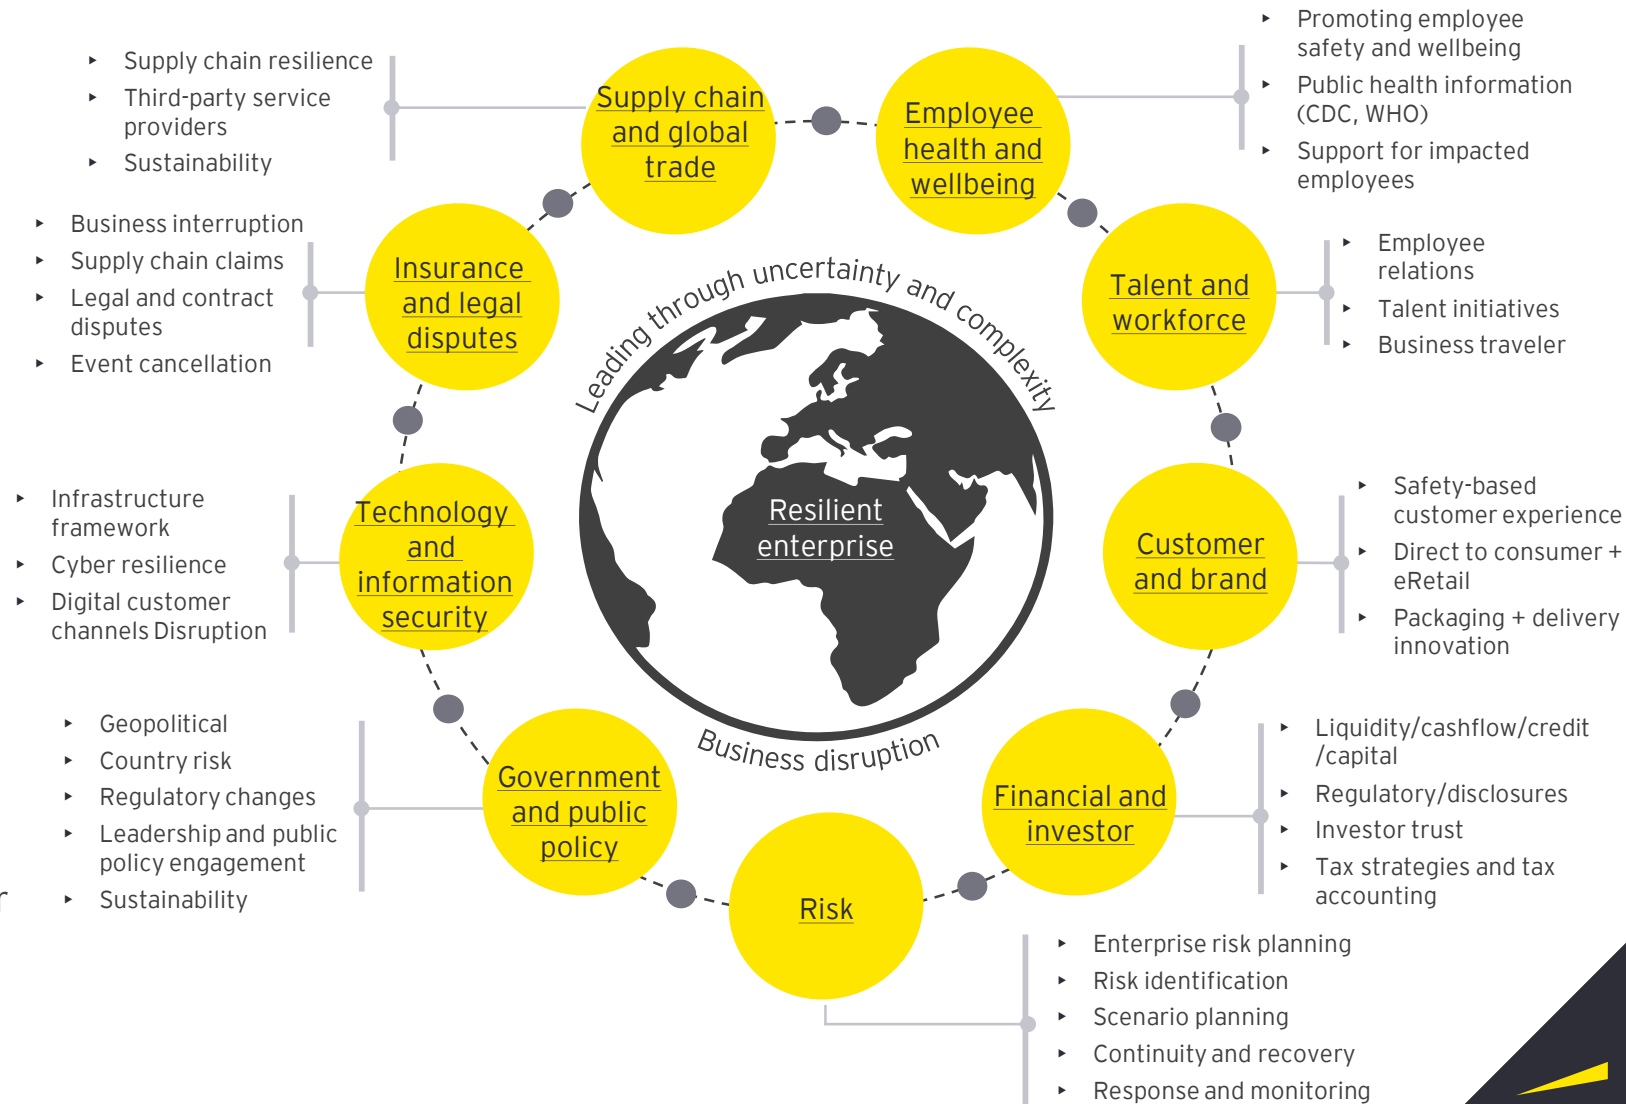 Supply chain resilience
Third-party service
providers
Sustainability
Supply chain
and global
trade
Employee
health and
wellbeing
Promoting employee
safety and wellbeing
Public health information
(CDC, WHO)
Support for impacted
employees
Business interruption
Supply chain claims
Legal and contract
disputes
Event cancellation
Insurance
and legal
disputes
Leading through uncertainty and complexity
Talent and
workforce
Employee
relations
Talent initiatives
Business traveler
Infrastructure
framework
Cyber resilience
Digital customer
channels Disruption
Technology
and
information
security
Resilient
enterprise
Customer
and brand
Safety-based
customer experience
Direct to consumer +
eRetail
Packaging + delivery
innovation
Business disruption
Geopolitical
Country risk
Regulatory changes
Leadership and public
policy engagement
Sustainability
Government
and public
policy
Financial and
investor
Liquidity/cashflow/credit
/capital
Regulatory/disclosures
Investor trust
Tax strategies and tax
accounting
r
Risk
Enterprise risk planning
Risk identification
Scenario planning
Continuity and recovery
Response and monitoring